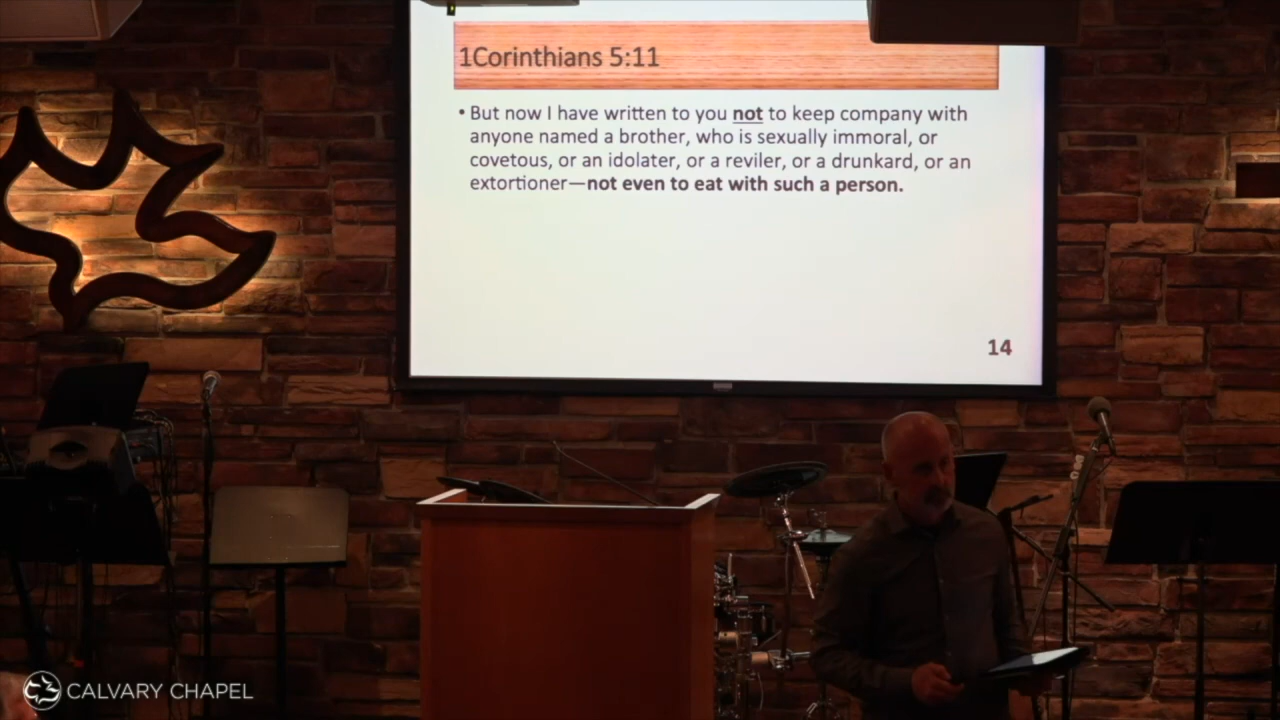 1Corinthians 5:11
• But now I have written to you not to keep company with
anyone named a brother, who is sexually immoral, or
covetous, or an idolater, or a reviler, or a drunkard, or an
extortioner—not even to eat with such a person.
14
CALVARY CHAPEL